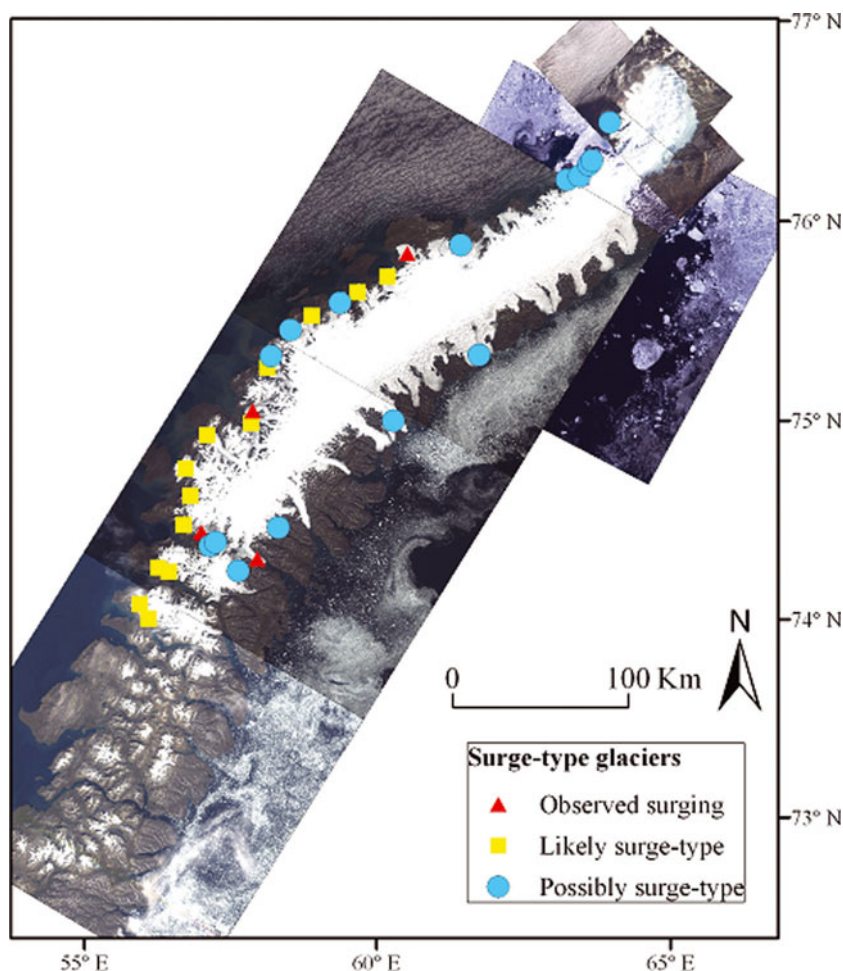 77° N
76° N
75° N
N
74° N
0 100 Km
Surge-type glaciers
Observed surging
Likely surge-type
Possibly surge-type
73° N
55° E 60° E 65° E